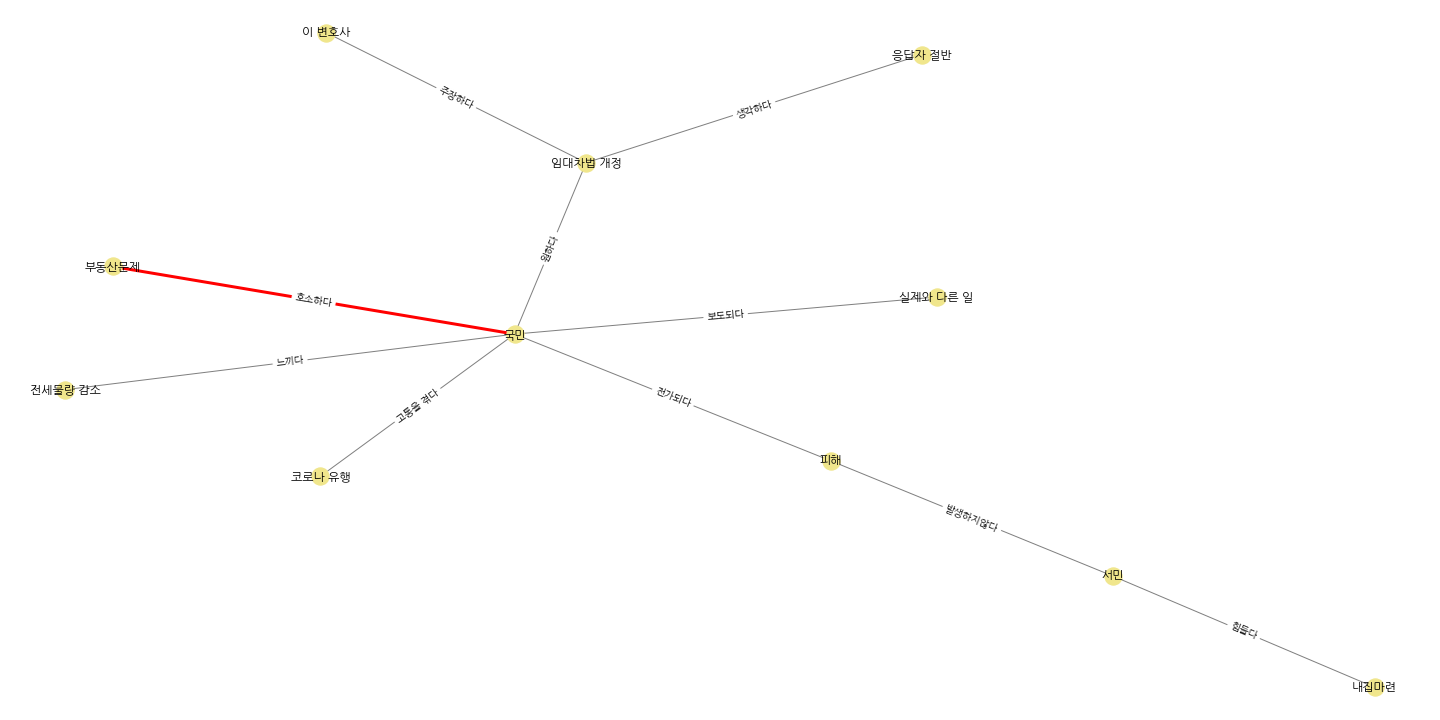 이 변호사
응답자 절반
주장하다
생각하다
임대차법 개정
원하다
부동산문제
호소하다
실제와 다른 일
보도되다
국민
느끼다
전세물량 감소
고통을 겪다
전가되다
코로나 유행
피해
발생하지않다
서민
힘들다
내집마련